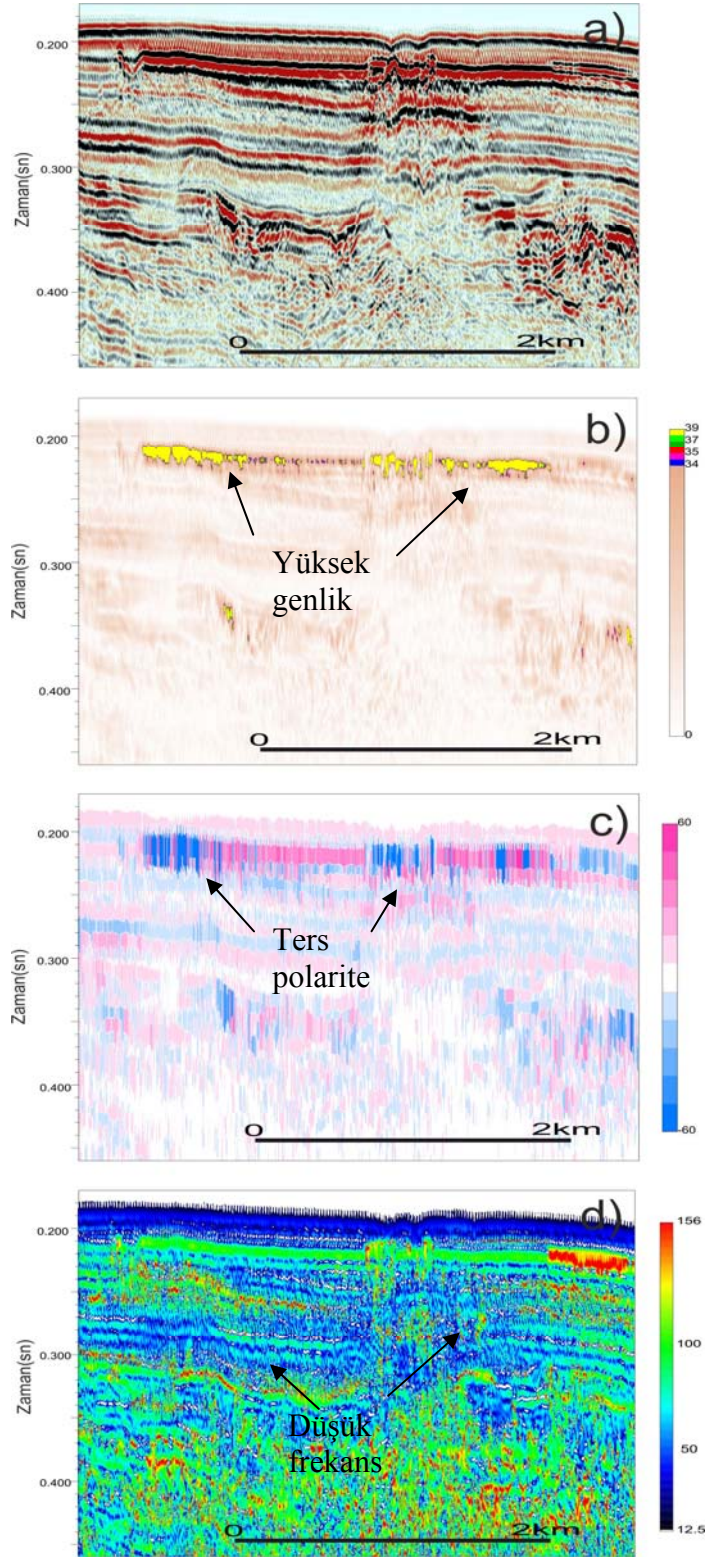 a)
0.200
0.300
0.400
Zaman(sn)
0
2km
b)
0.200
0.300
0.400
Zaman(sn)
Yüksek
genlik
0
2km
39
37
35
34
0
c)
0.200
0.300
0.400
Zaman(sn)
Ters
polarite
0
2km
60
-60
d)
0.200
0.300
0.400
Zaman(sn)
Düşük
frekans
0
2km
156
100
50
12.5